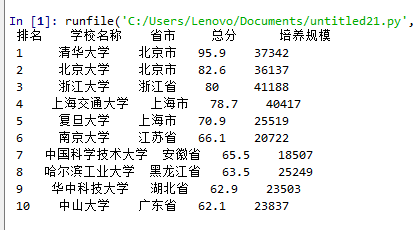 In [1]: runfile('C:/Users/Lenovo/Documents/untitled21.py',
排名 学校名称 省市 总分 培养规模
1 清华大学 北京市 95.9 37342
2 北京大学 北京市 82.6 36137
3 浙江大学 浙江省 80 41188
4 上海交通大学 上海市 78.7 40417
5 复旦大学 上海市 70.9 25519
6 南京大学 江苏省 66.1 20722
7 中国科学技术大学 安徽省 65.5 18507
8 哈尔滨工业大学 黑龙江省 63.5 25249
9 华中科技大学 湖北省 62.9 23503
10 中山大学 广东省 62.1 23837